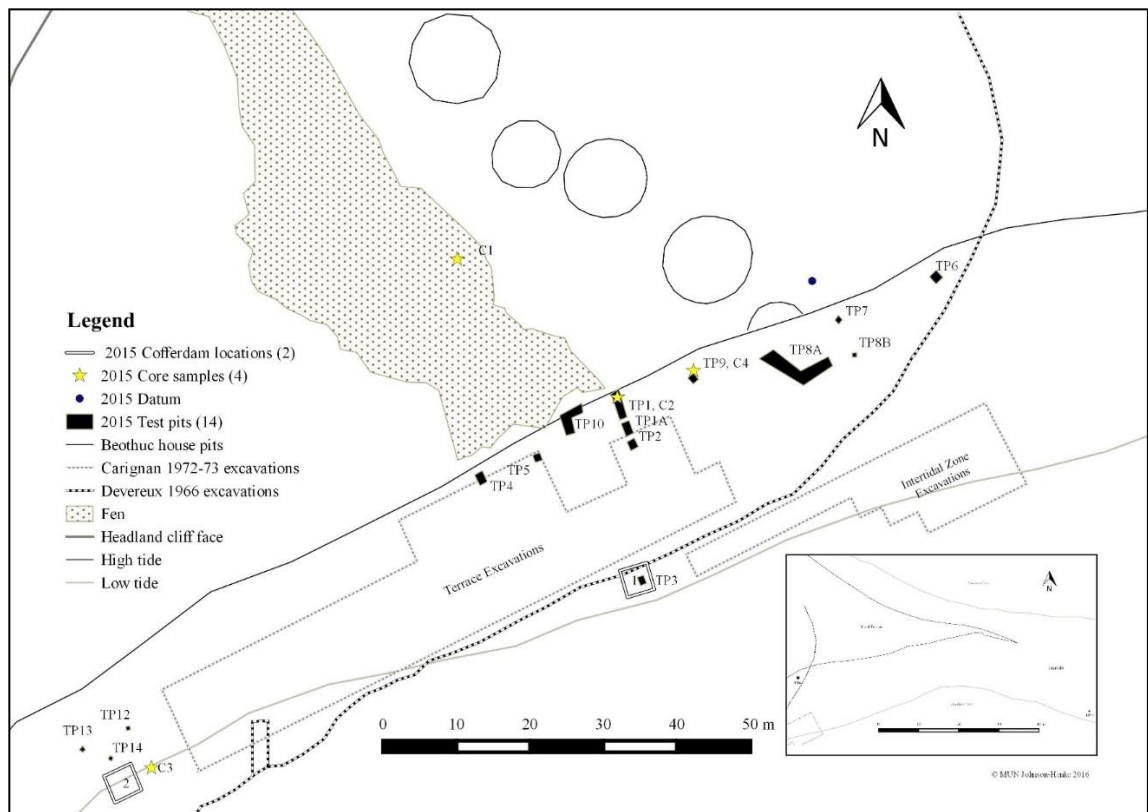 N
C1
TP6
TP7
TP8A
TP8B
TP9, C4
TP1, C2
TP1A
TP10
TP2
TP5
TP4
Legend
2015 Cofferdam locations (2)
2015 Core samples (4)
2015 Datum
2015 Test pits (14)
Beothuc house pits
Carignan 1972-73 excavations
Devereux 1966 excavations
Fen
Headland cliff face
High tide
Low tide
Intertidal Zone
Excavations
Terrace Excavations
1
TP3
N
TP12
TP13
TP14
C3
2
0 10 20 30 40 50 m
© MUN Johnson-Henke 2016